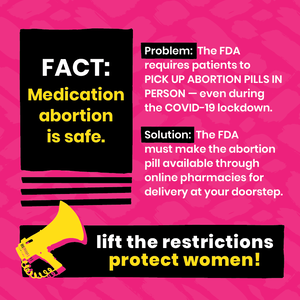 FACT:
Medication
abortion
is safe.
Problem: The FDA
requires patients to
PICK UP ABORTION PILLS IN
PERSON — even during
the COVID-19 lockdown.
Solution: The FDA
must make the abortion
pill available through
online pharmacies for
delivery at your doorstep.
lift the restrictions
protect women!